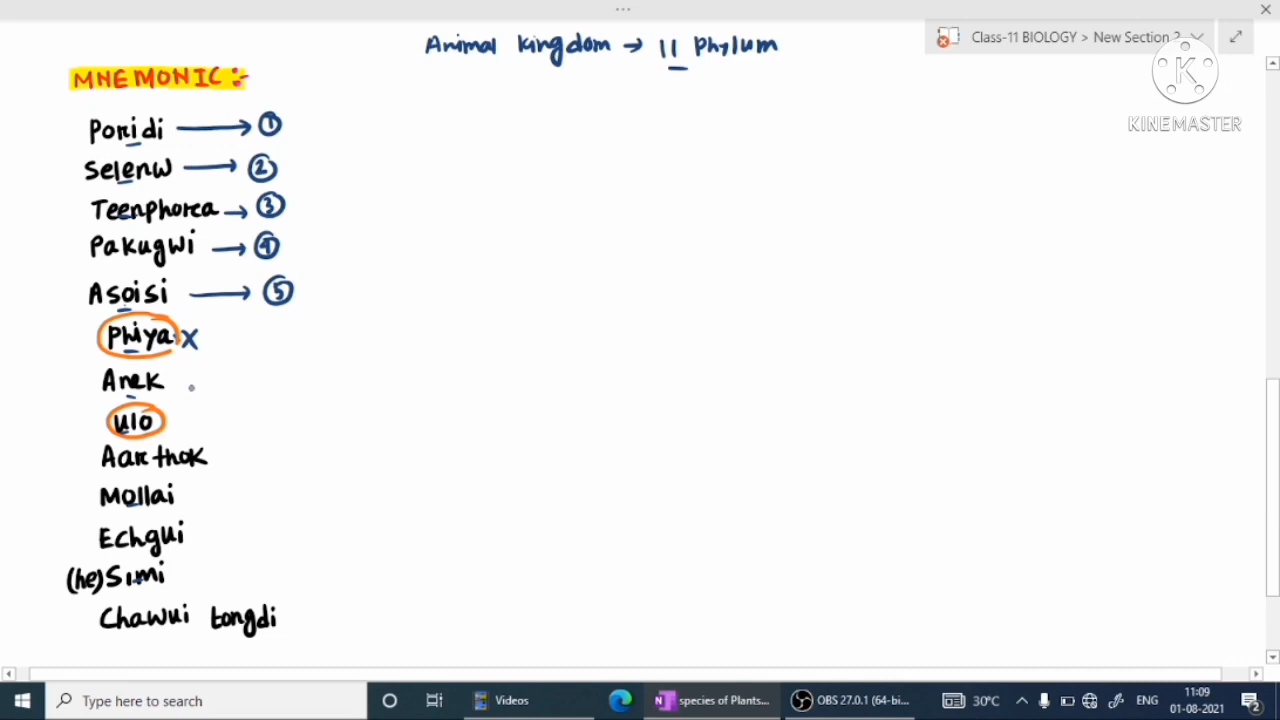 Animal kingdom → 11 phylum
Class-11 BIOLOGY > New Section 2
K
KINEMASTER
MNEMONIC :-
Poridi → 1
Selenw → 2
Teenphorea → 3
Pakugwi → 4
Asoisi → 5
Phiya x
Anek
ulo
Aarthok
Mollai
Echgui
(he) Simi
Chawui tongdi
Type here to search
Videos
species of Plants...
OBS 27.0.1 (64-bi...
30°C
ENG
11:09
01-08-2021
2